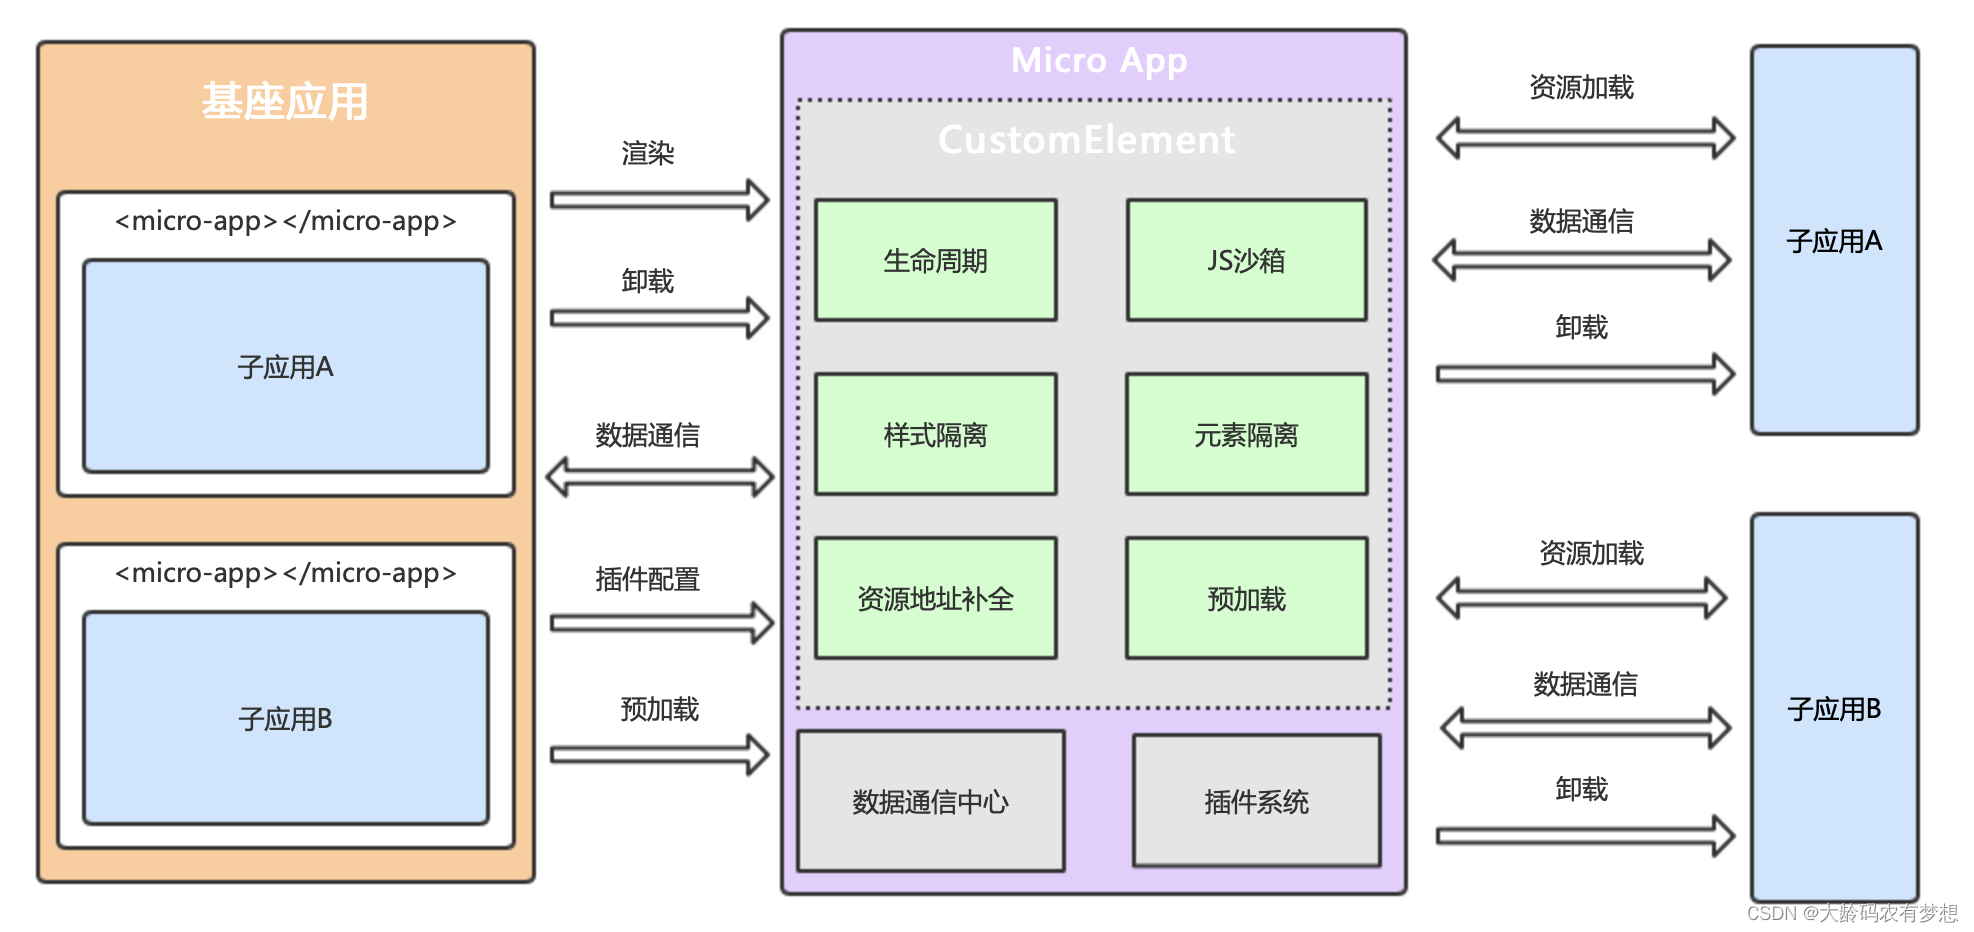 基座应用
<micro-app></micro-app>
子应用A
<micro-app></micro-app>
子应用B
渲染
卸载
数据通信
插件配置
预加载
Micro App
CustomElement
生命周期
JS沙箱
样式隔离
元素隔离
资源地址补全
预加载
数据通信中心
插件系统
资源加载
数据通信
卸载
子应用A
资源加载
数据通信
卸载
子应用B
CSDN @大龄码农有梦想